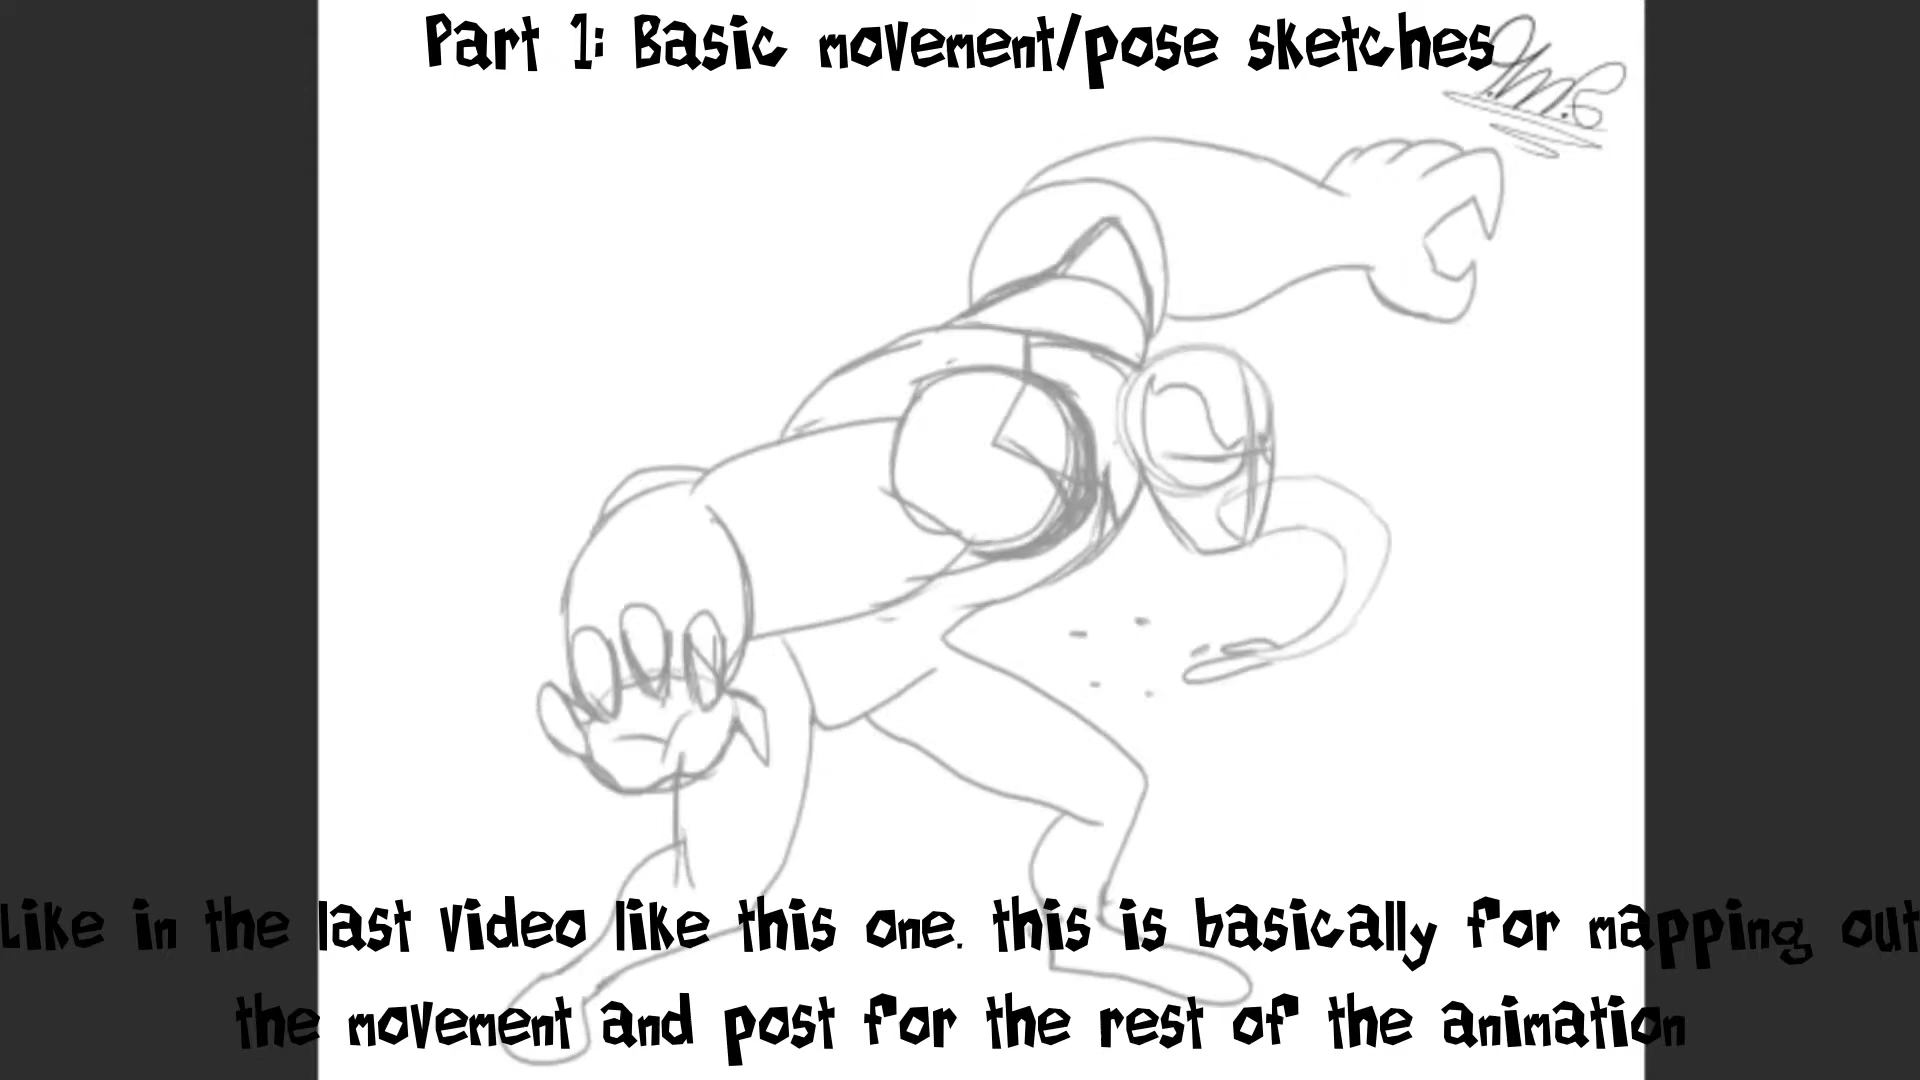 Part 1: Basic movement/pose sketches
Like in the last video like this one. this is basically for mapping out
the movement and post for the rest of the animation